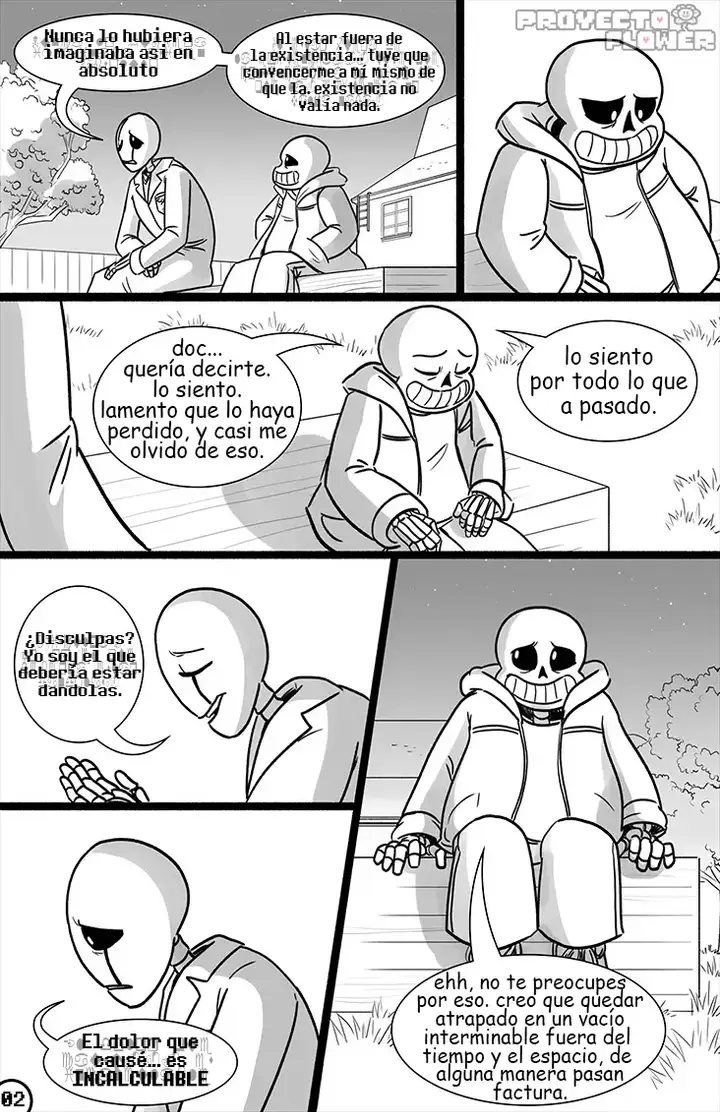 PROYECTO
FLOWER
Nunca lo hubiera
imaginaba asi en
absoluto
Al estar fuera de
la existencia... tuve que
convencerme a mí mismo de
que la. existencia no
valía nada.
doc...
quería decirte.
lo siento.
lamento que lo haya
perdido, y casi me
olvido de eso.
lo siento
por todo lo que
a pasado.
¿Disculpas?
Yo soy el que
debería estar
dandolas.
El dolor que
causé... es
INCALCULABLE
ehh, no te preocupes
por eso. creo que quedar
atrapado en un vacío
interminable fuera del
tiempo y el espacio, de
alguna manera pasan
factura.
02